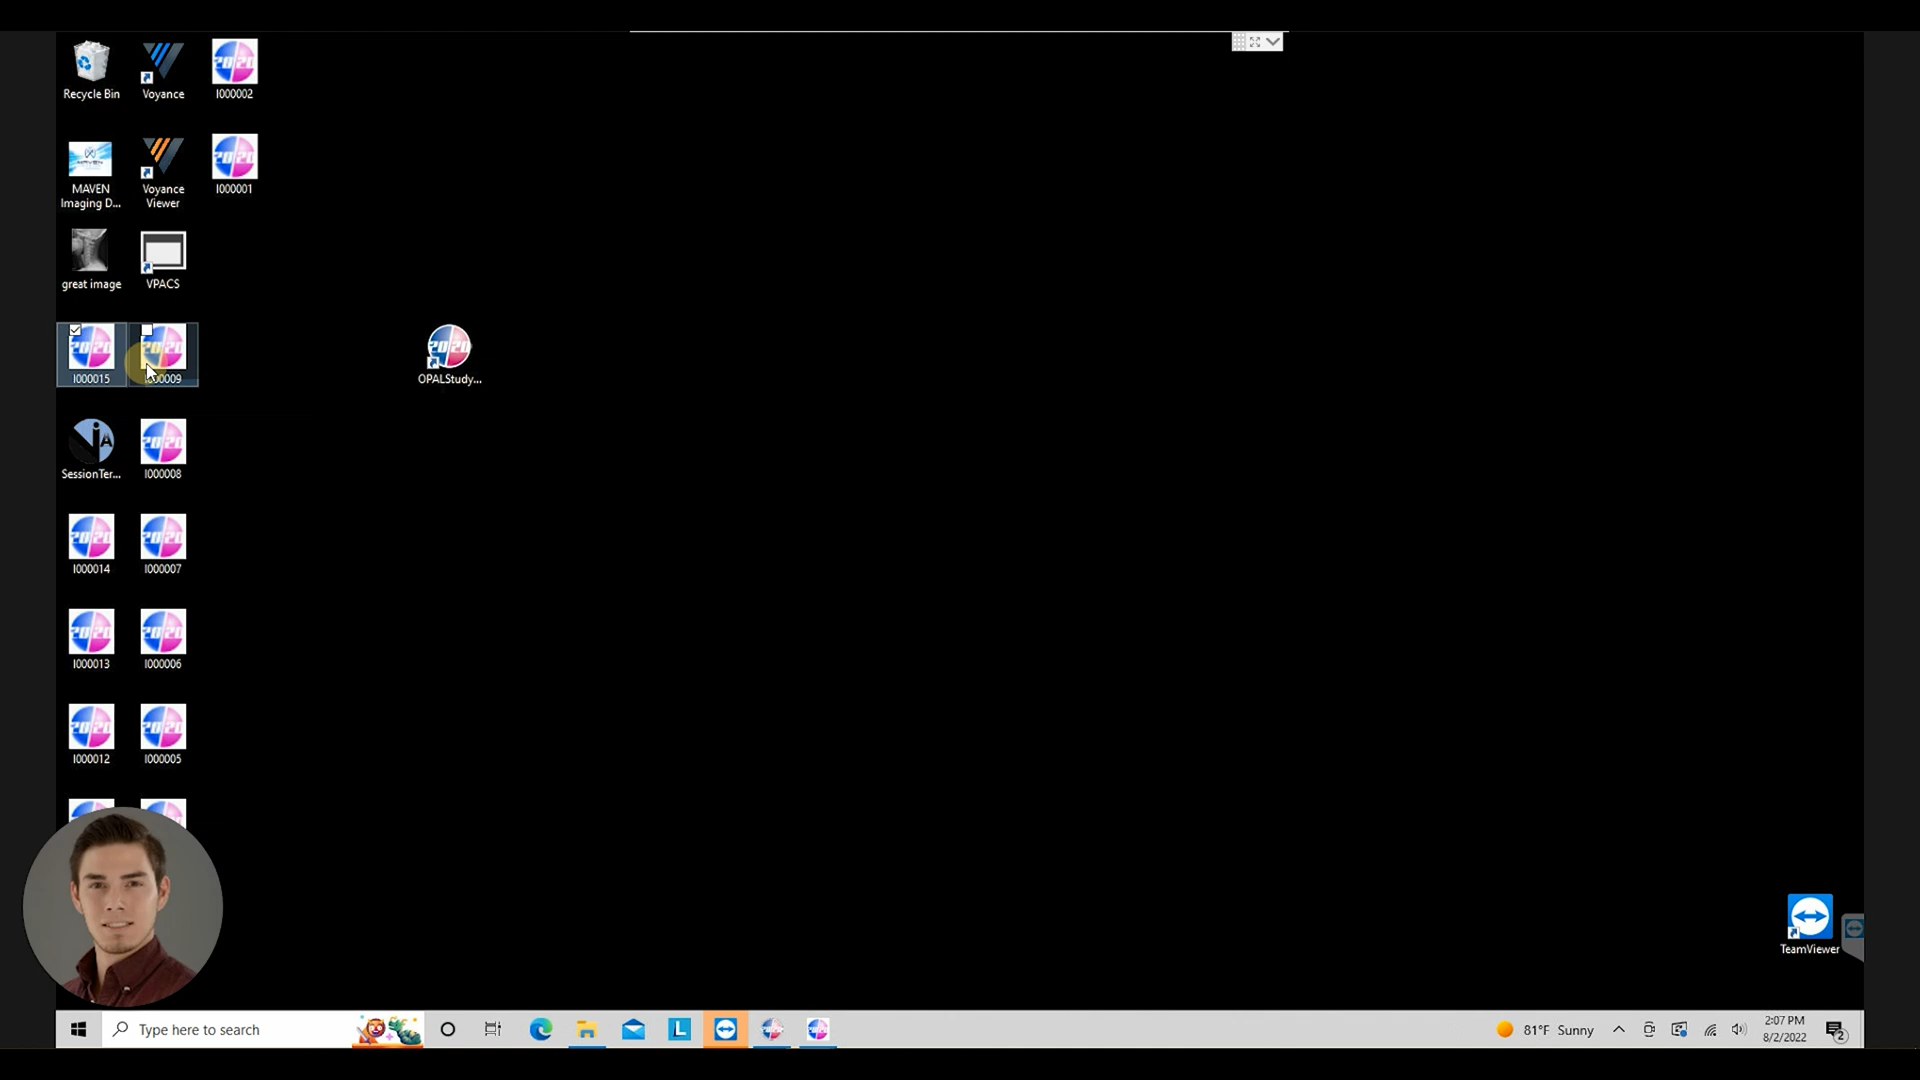 Recycle Bin
Voyance
I000002
MAVEN
Imaging D...
Voyance
Viewer
I000001
great image
VPACS
I000015
OPALStudy...
SessionTer...
I000008
I000014
I000007
I000013
I000006
I000012
I000005
TeamViewer
Type here to search
81°F Sunny
2:07 PM
8/2/2022
2